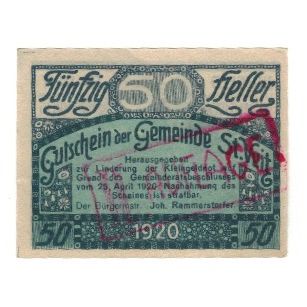 Fünfzig 50 Heller
Gutschein der Gemeinde St.
Herausgegeben
zur Linderung der Kleingeldnot auf
Grund des Gemeinderatsbeschlusses
vom 25. April 1920. Nachahmung des
Scheines ist strafbar.
Der Bürgermstr. Joh. Rammerstorfer.
50 1920 50